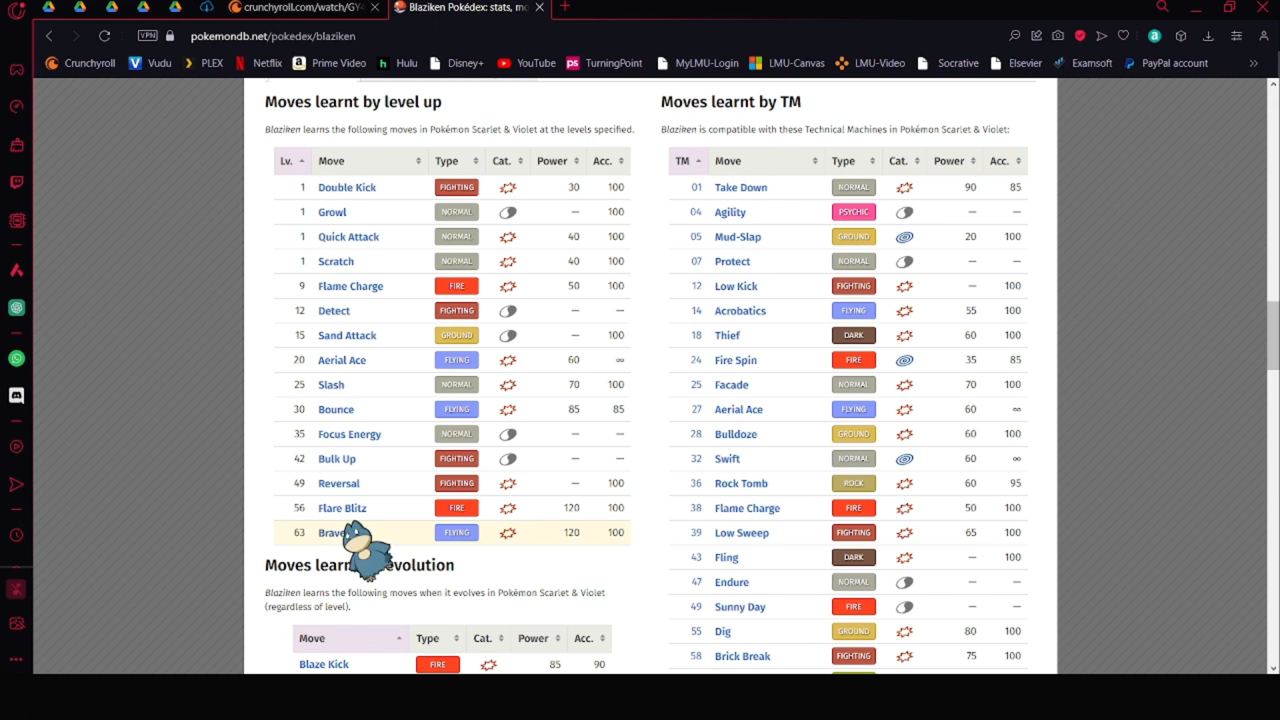 crunchyroll.com/watch/GY
Blaziken Pokédex: stats, mo
VPN pokemondb.net/pokedex/blaziken
Crunchyroll Vudu PLEX Netflix Prime Video Hulu Disney+ YouTube TurningPoint MyLMU-Login LMU-Canvas LMU-Video Socrative Elsevier Examsoft PayPal account »
Moves learnt by level up
Blaziken learns the following moves in Pokémon Scarlet & Violet at the levels specified.
Lv. Move Type Cat. Power Acc.
1 Double Kick FIGHTING 30 100
1 Growl NORMAL — 100
1 Quick Attack NORMAL 40 100
1 Scratch NORMAL 40 100
9 Flame Charge FIRE 50 100
12 Detect FIGHTING — —
15 Sand Attack GROUND — 100
20 Aerial Ace FLYING 60 ∞
25 Slash NORMAL 70 100
30 Bounce FLYING 85 85
35 Focus Energy NORMAL — —
42 Bulk Up FIGHTING — —
49 Reversal FIGHTING — 100
56 Flare Blitz FIRE 120 100
63 Brave FLYING 120 100
Moves learn evolution
Blaziken learns the following moves when it evolves in Pokémon Scarlet & Violet
(regardless of level).
Move Type Cat. Power Acc.
Blaze Kick FIRE 85 90
Moves learnt by TM
Blaziken is compatible with these Technical Machines in Pokémon Scarlet & Violet:
TM Move Type Cat. Power Acc.
01 Take Down NORMAL 90 85
04 Agility PSYCHIC — —
05 Mud-Slap GROUND 20 100
07 Protect NORMAL — —
12 Low Kick FIGHTING — 100
14 Acrobatics FLYING 55 100
18 Thief DARK 60 100
24 Fire Spin FIRE 35 85
25 Facade NORMAL 70 100
27 Aerial Ace FLYING 60 ∞
28 Bulldoze GROUND 60 100
32 Swift NORMAL 60 ∞
36 Rock Tomb ROCK 60 95
38 Flame Charge FIRE 50 100
39 Low Sweep FIGHTING 65 100
43 Fling DARK — 100
47 Endure NORMAL — —
49 Sunny Day FIRE — —
55 Dig GROUND 80 100
58 Brick Break FIGHTING 75 100